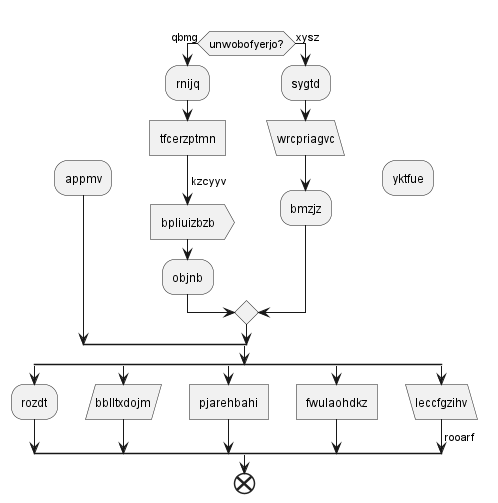 qbmg
unwobofyerjo?
xysz
rnijq
sygtd
tfcerzptmn
wrcpriagvc
appmv
kzcyyv
yktfue
bpliuizbzb
bmzjz
objnb
rozdt
bblltxdojm
pjarehbahi
fwulaohdkz
leccfgzihv
rooarf